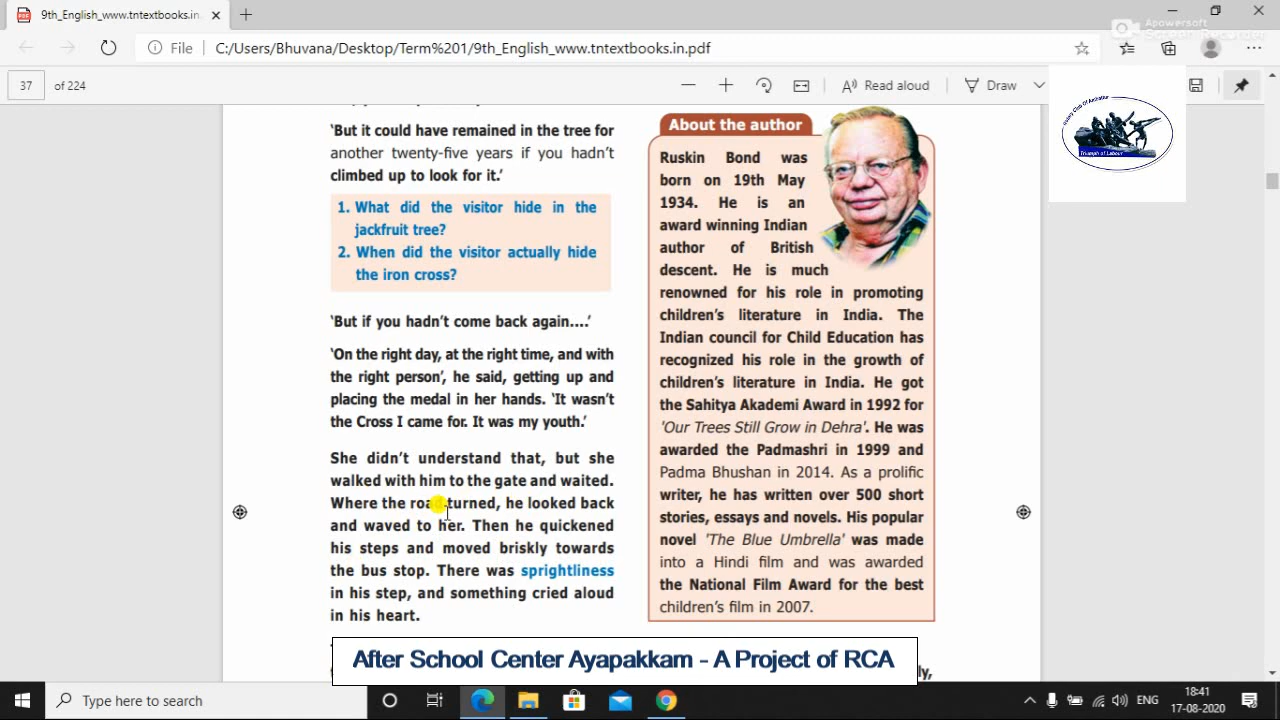 9th_English_www.tntextbooks.in.p
Apowersoft
Screen Recorder
File
C:/Users/Bhuvana/Desktop/Term%201/9th_English_www.tntextbooks.in.pdf
37 of 224
Read aloud
Draw
Triumph of Labour
'But it could have remained in the tree for
another twenty-five years if you hadn't
climbed up to look for it.'
1. What did the visitor hide in the
jackfruit tree?
2. When did the visitor actually hide
the iron cross?
'But if you hadn't come back again....'
'On the right day, at the right time, and with
the right person', he said, getting up and
placing the medal in her hands. 'It wasn't
the Cross I came for. It was my youth.'
She didn't understand that, but she
walked with him to the gate and waited.
Where the road turned, he looked back
and waved to her. Then he quickened
his steps and moved briskly towards
the bus stop. There was sprightliness
in his step, and something cried aloud
in his heart.
About the author
Ruskin Bond was
born on 19th May
1934. He is an
award winning Indian
author of British
descent. He is much
renowned for his role in promoting
children's literature in India. The
Indian council for Child Education has
recognized his role in the growth of
children's literature in India. He got
the Sahitya Akademi Award in 1992 for
'Our Trees Still Grow in Dehra'. He was
awarded the Padmashri in 1999 and
Padma Bhushan in 2014. As a prolific
writer, he has written over 500 short
stories, essays and novels. His popular
novel 'The Blue Umbrella' was made
into a Hindi film and was awarded
the National Film Award for the best
children's film in 2007.
After School Center Ayapakkam - A Project of RCA
Type here to search
ENG
18:41
17-08-2020